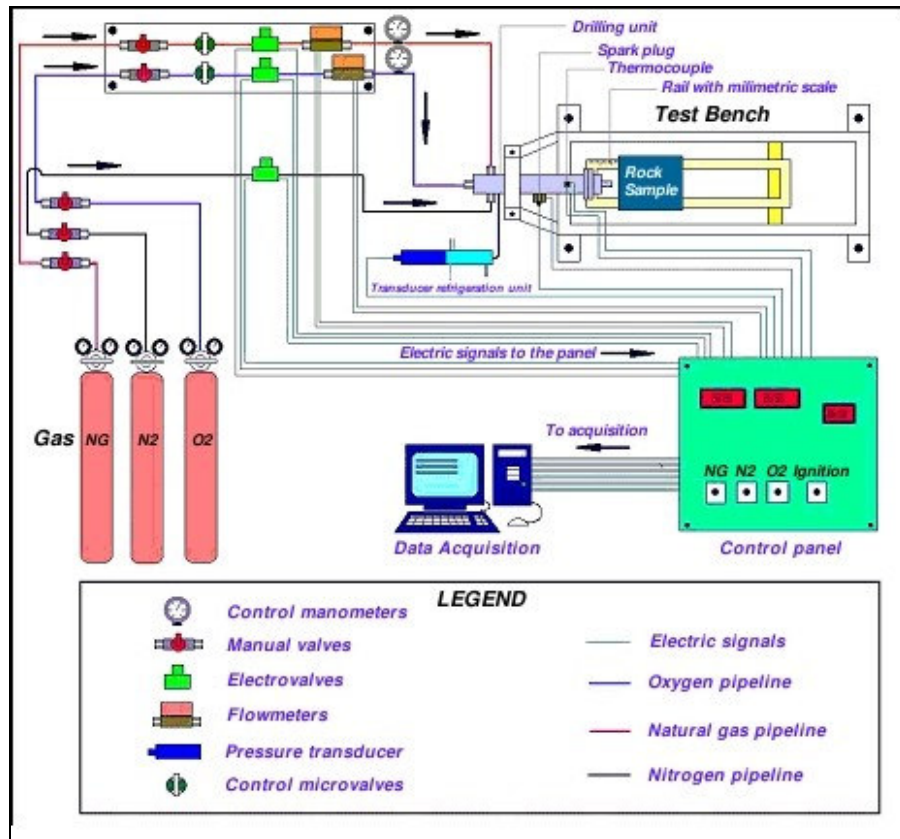 Drilling unit
Spark plug
Thermocouple
Rail with milimetric scale
Test Bench
Rock
Sample
Transducer refrigeration unit
Electric signals to the panel
Gas NG N2 O2
To acquisition
NG N2 O2 Ignition
Data Acquisition
Control panel
LEGEND
Control manometers
Manual valves
Electrovalves
Flowmeters
Pressure transducer
Control microvalves
Electric signals
Oxygen pipeline
Natural gas pipeline
Nitrogen pipeline